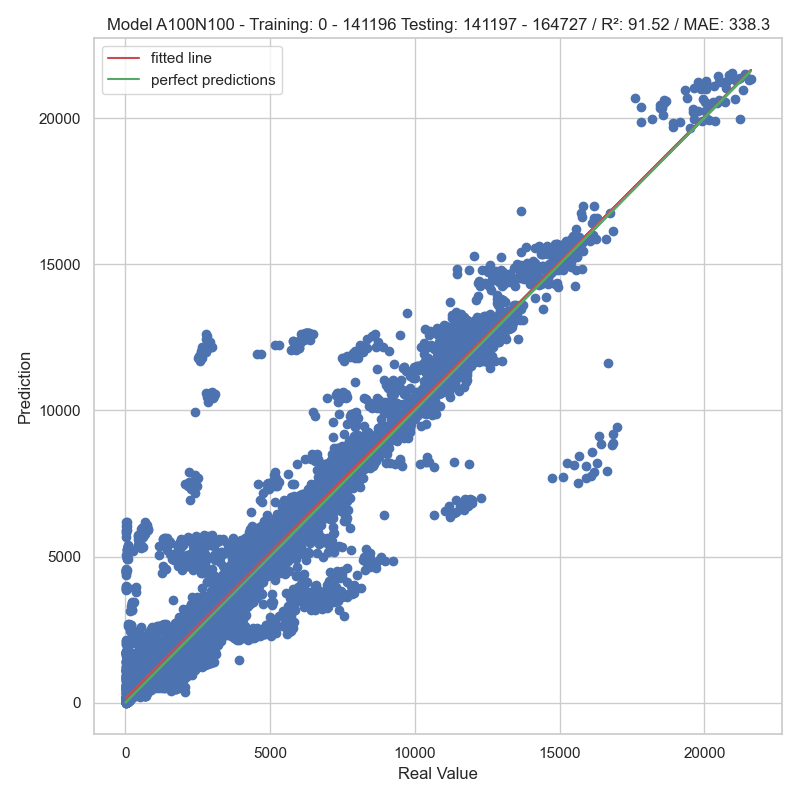 Model A100N100 - Training: 0 - 141196 Testing: 141197 - 164727 / R²: 91.52 / MAE: 338.3
fitted line
perfect predictions
20000
15000
10000
5000
0
Prediction
0 5000 10000 15000 20000
Real Value